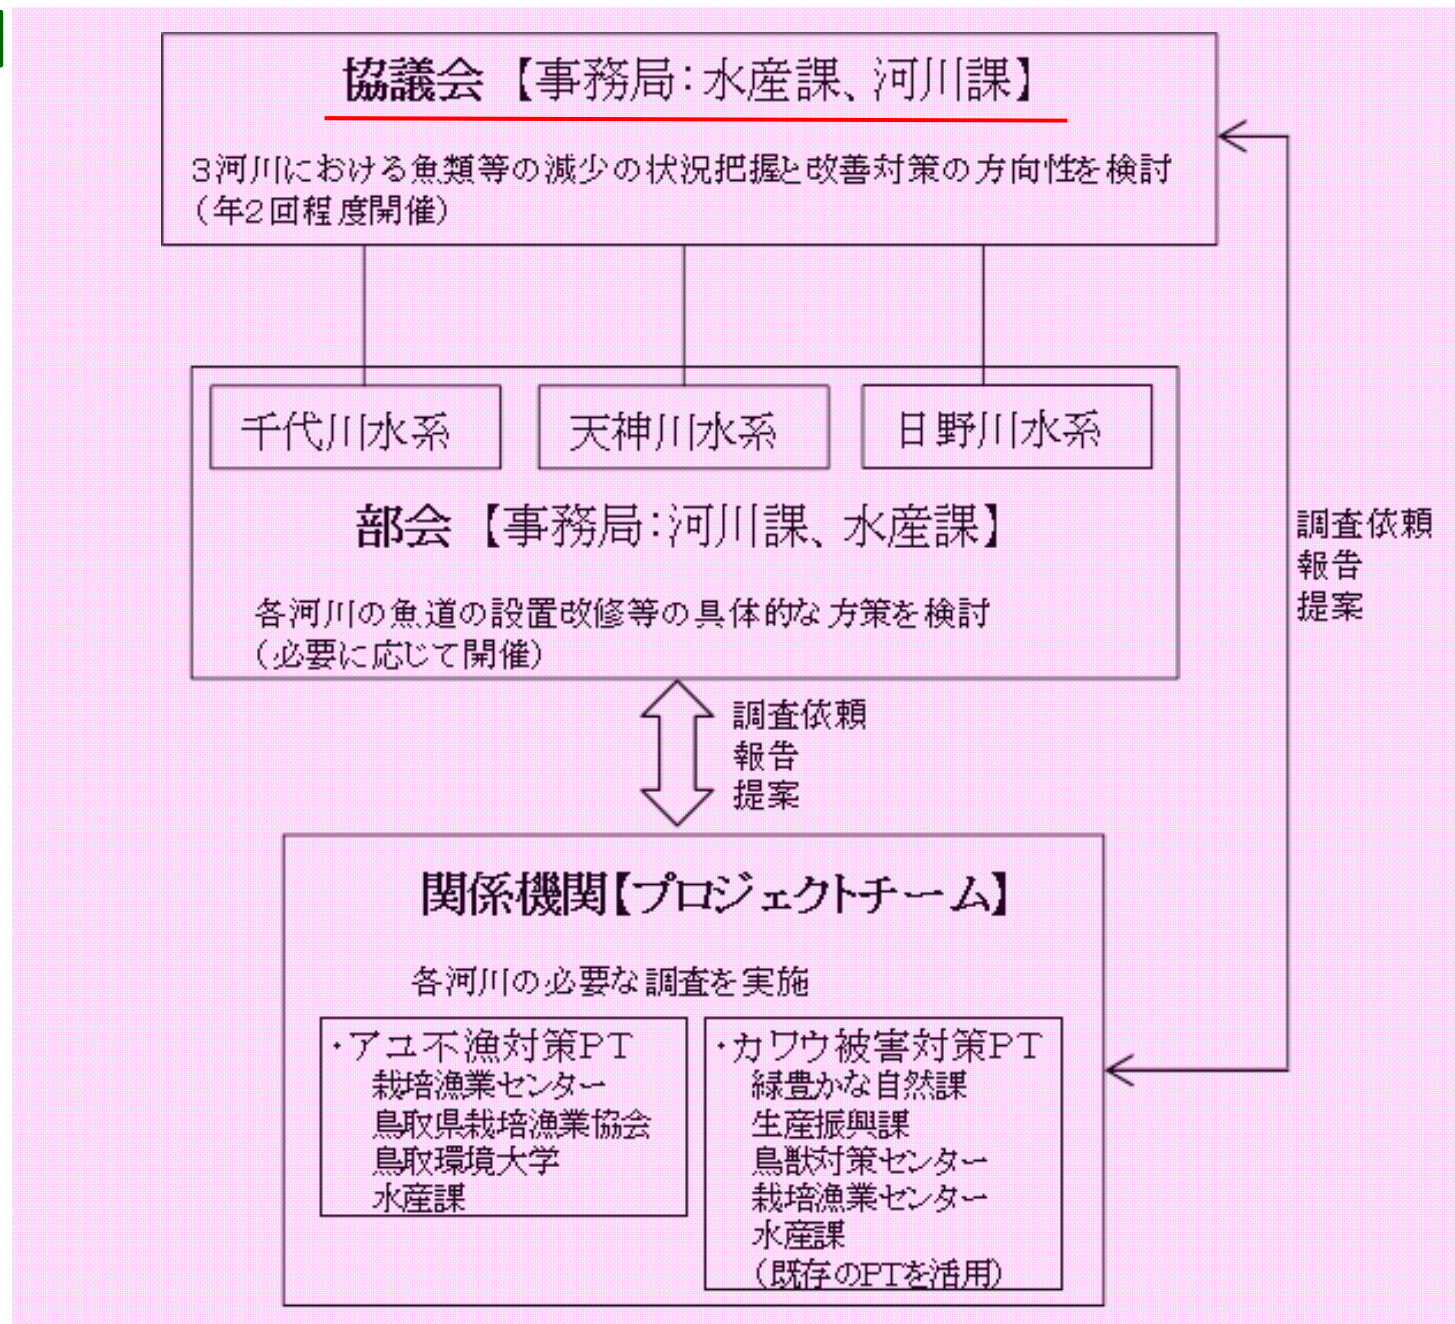 協議会【事務局：水産課、河川課】
３河川における魚類等の減少の状況把握と改善対策の方向性を検討
（年２回程度開催）
千代川水系
天神川水系
日野川水系
部会【事務局：河川課、水産課】
各河川の魚道の設置改修等の具体的な方策を検討
（必要に応じて開催）
調査依頼
報告
提案
調査依頼
報告
提案
関係機関【プロジェクトチーム】
各河川の必要な調査を実施
・アユ不漁対策PT
栽培漁業センター
鳥取県栽培漁業協会
鳥取環境大学
水産課
・カワウ被害対策PT
緑豊かな自然課
生産振興課
鳥獣対策センター
栽培漁業センター
水産課
（既存のPTを活用）